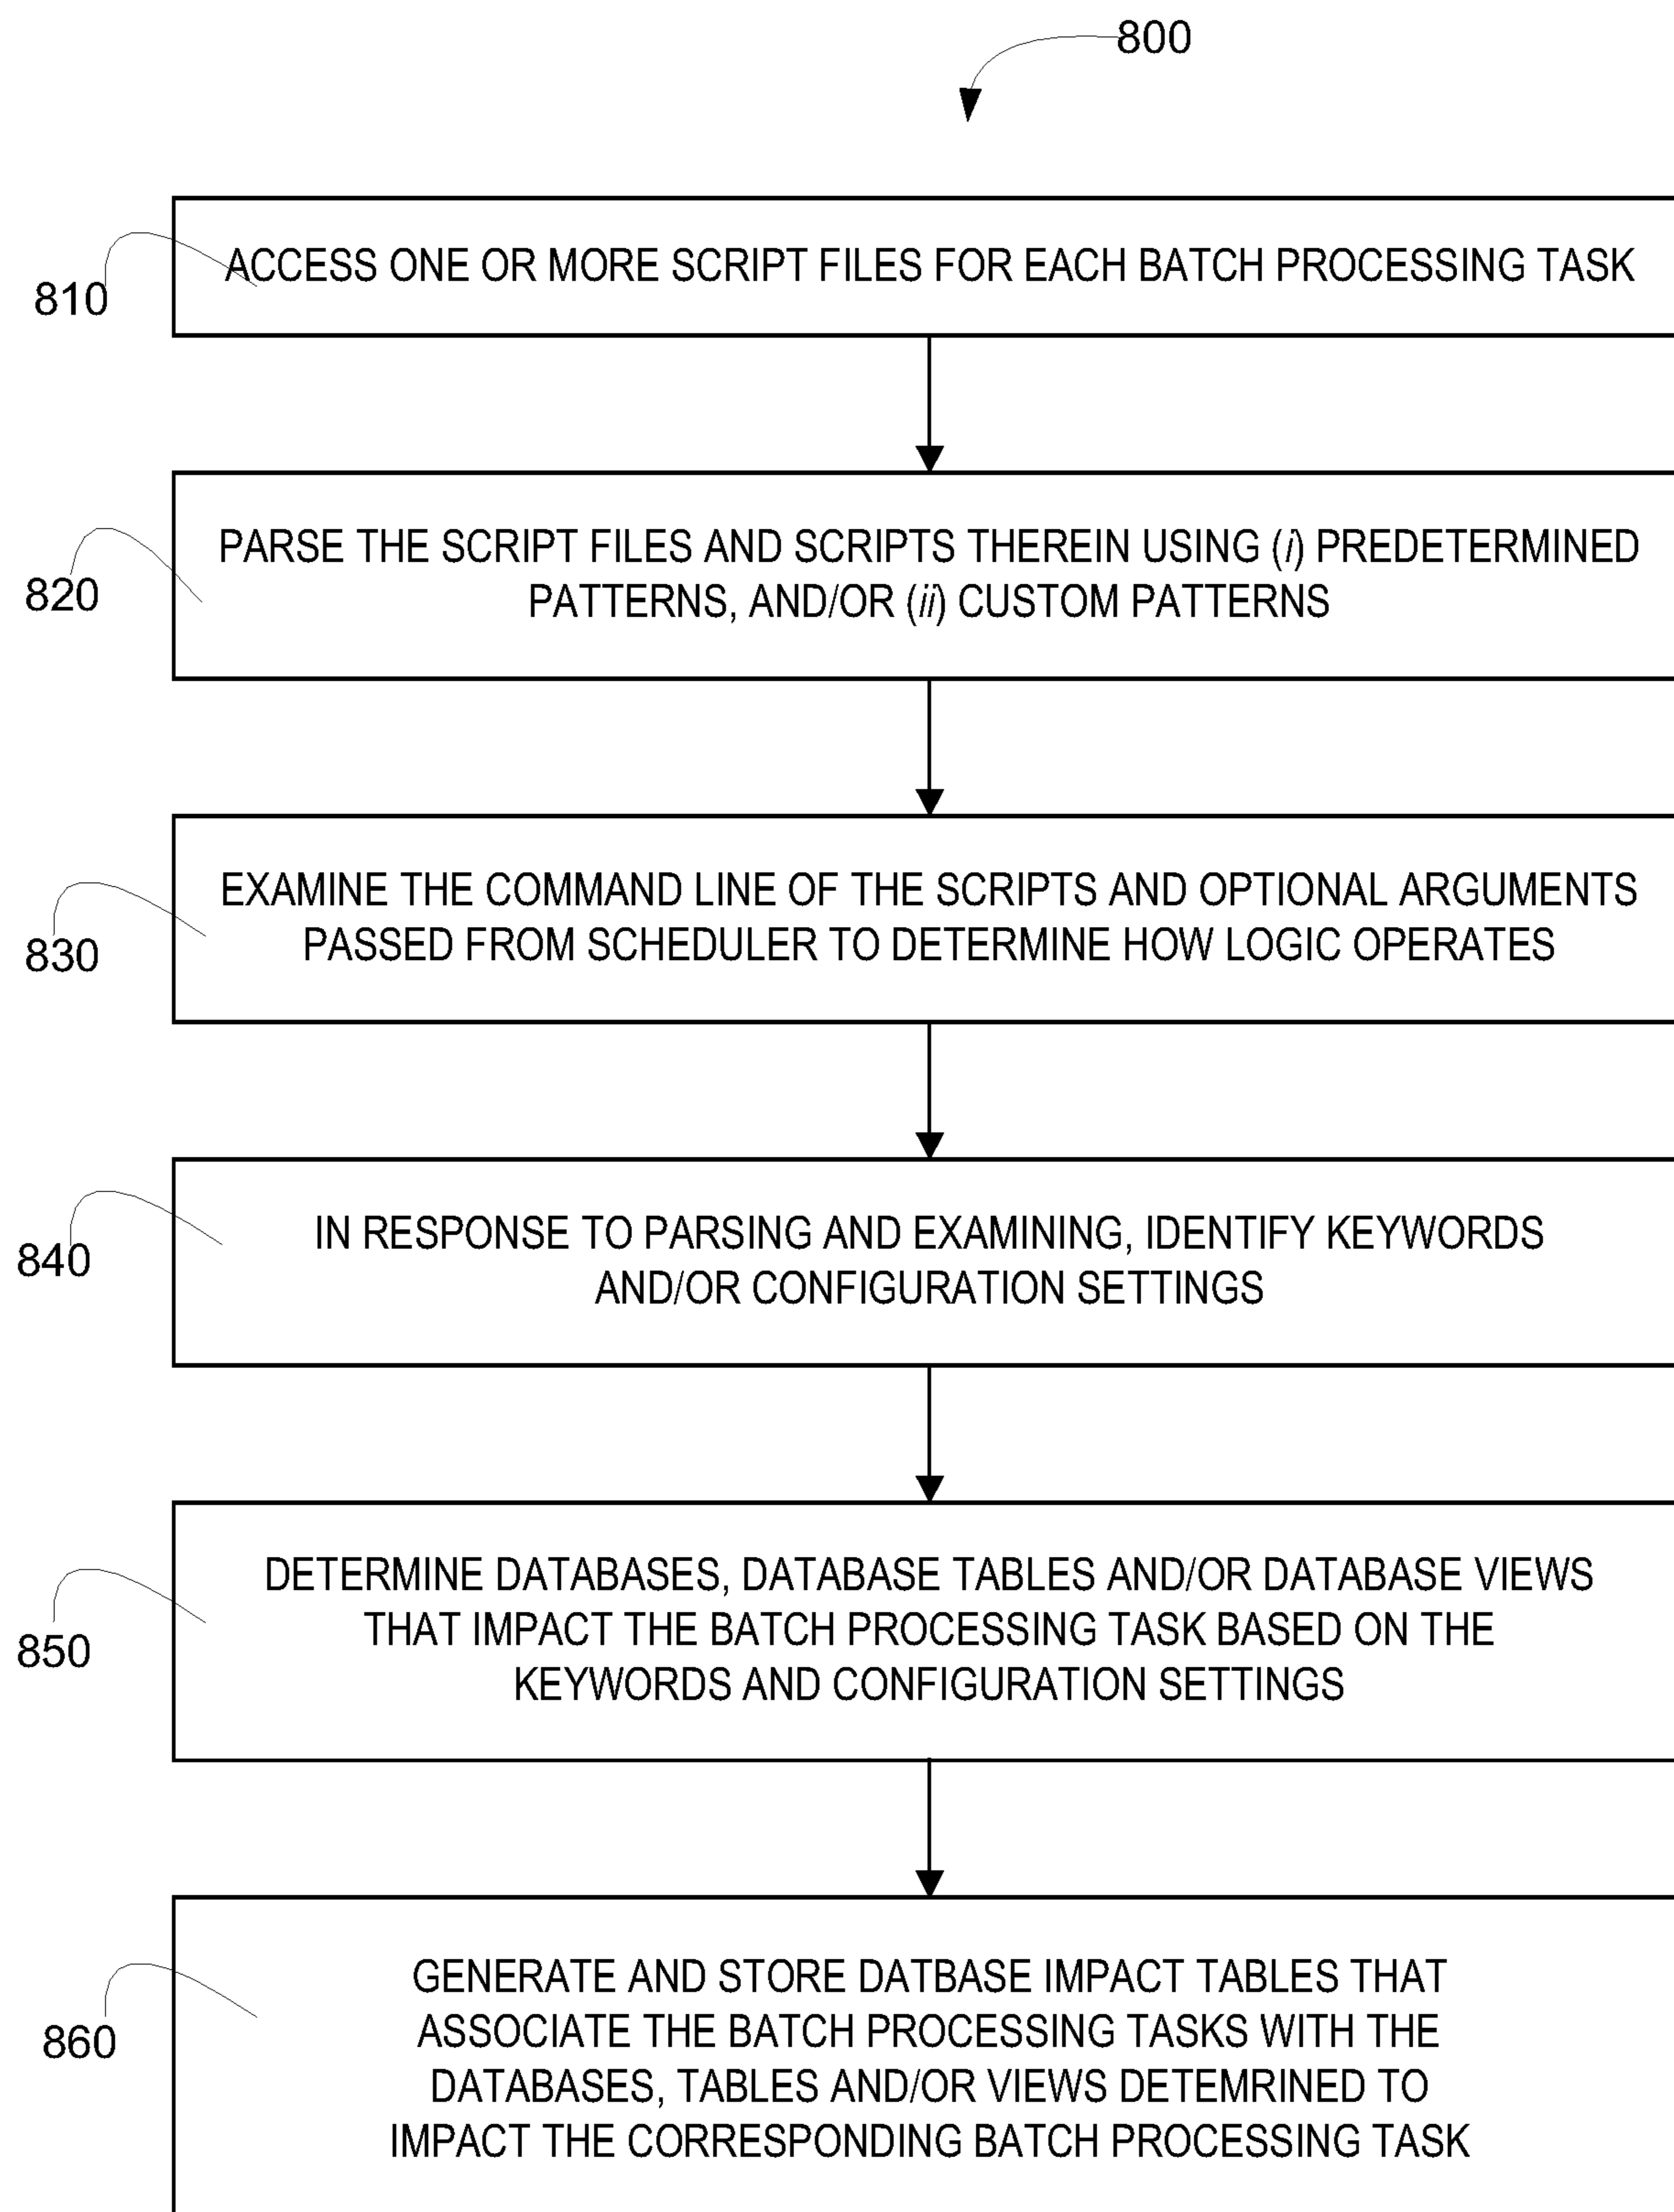 800
810
ACCESS ONE OR MORE SCRIPT FILES FOR EACH BATCH PROCESSING TASK
820
PARSE THE SCRIPT FILES AND SCRIPTS THEREIN USING (i) PREDETERMINED
PATTERNS, AND/OR (ii) CUSTOM PATTERNS
830
EXAMINE THE COMMAND LINE OF THE SCRIPTS AND OPTIONAL ARGUMENTS
PASSED FROM SCHEDULER TO DETERMINE HOW LOGIC OPERATES
840
IN RESPONSE TO PARSING AND EXAMINING, IDENTIFY KEYWORDS
AND/OR CONFIGURATION SETTINGS
850
DETERMINE DATABASES, DATABASE TABLES AND/OR DATABASE VIEWS
THAT IMPACT THE BATCH PROCESSING TASK BASED ON THE
KEYWORDS AND CONFIGURATION SETTINGS
860
GENERATE AND STORE DATBASE IMPACT TABLES THAT
ASSOCIATE THE BATCH PROCESSING TASKS WITH THE
DATABASES, TABLES AND/OR VIEWS DETEMRINED TO
IMPACT THE CORRESPONDING BATCH PROCESSING TASK